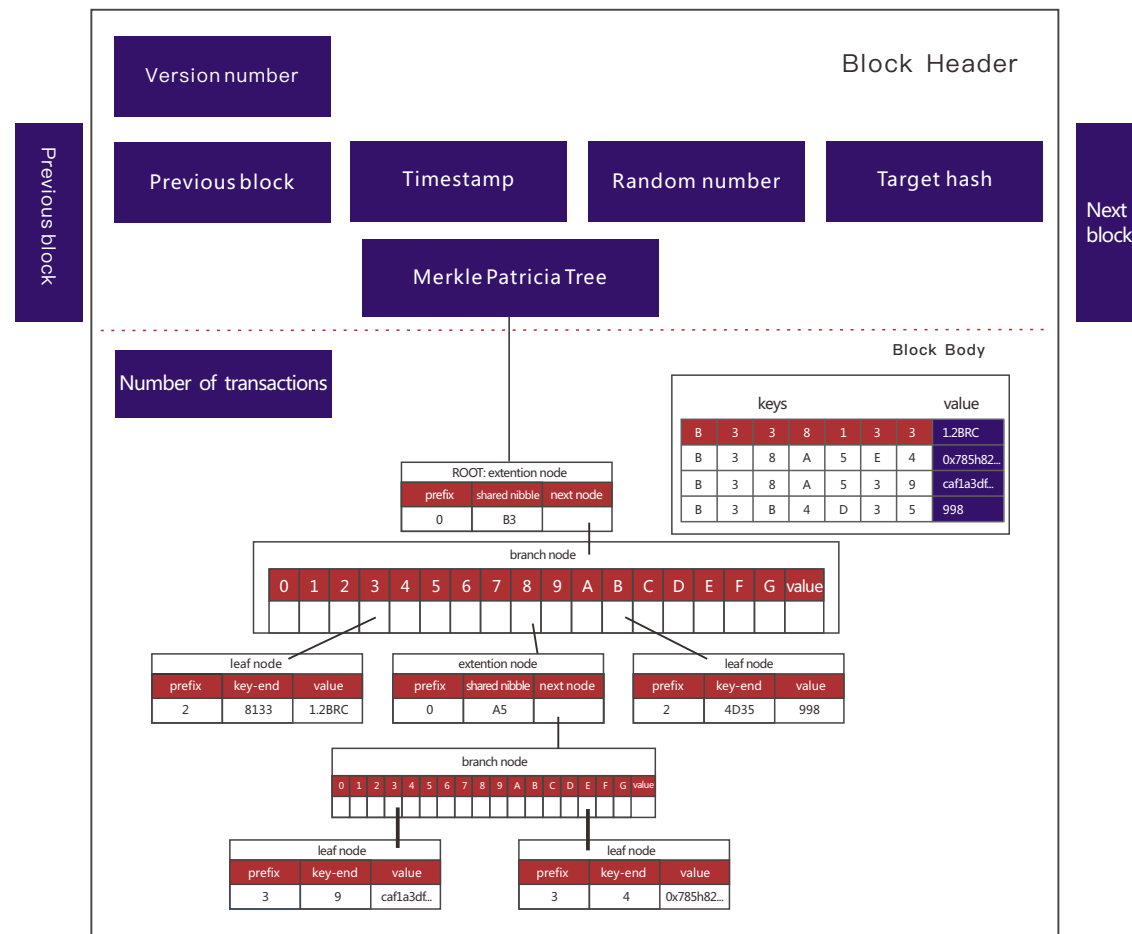 Block Header
Version number
Previous block
Previous block
Timestamp
Random number
Target hash
Next
block
Merkle Patricia Tree
Block Body
Number of transactions
keys value
B 3 3 8 1 3 3 1.2BRC
B 3 8 A 5 E 4 0x785h82...
B 3 8 A 5 3 9 caf1a3df...
B 3 B 4 D 3 5 998
ROOT: extention node
prefix shared nibble next node
0 B3
branch node
0 1 2 3 4 5 6 7 8 9 A B C D E F G value
leaf node
prefix key-end value
2 8133 1.2BRC
extention node
prefix shared nibble next node
0 A5
leaf node
prefix key-end value
2 4D35 998
branch node
0 1 2 3 4 5 6 7 8 9 A B C D E F G value
leaf node
prefix key-end value
3 9 caf1a3df...
leaf node
prefix key-end value
3 4 0x785h82...